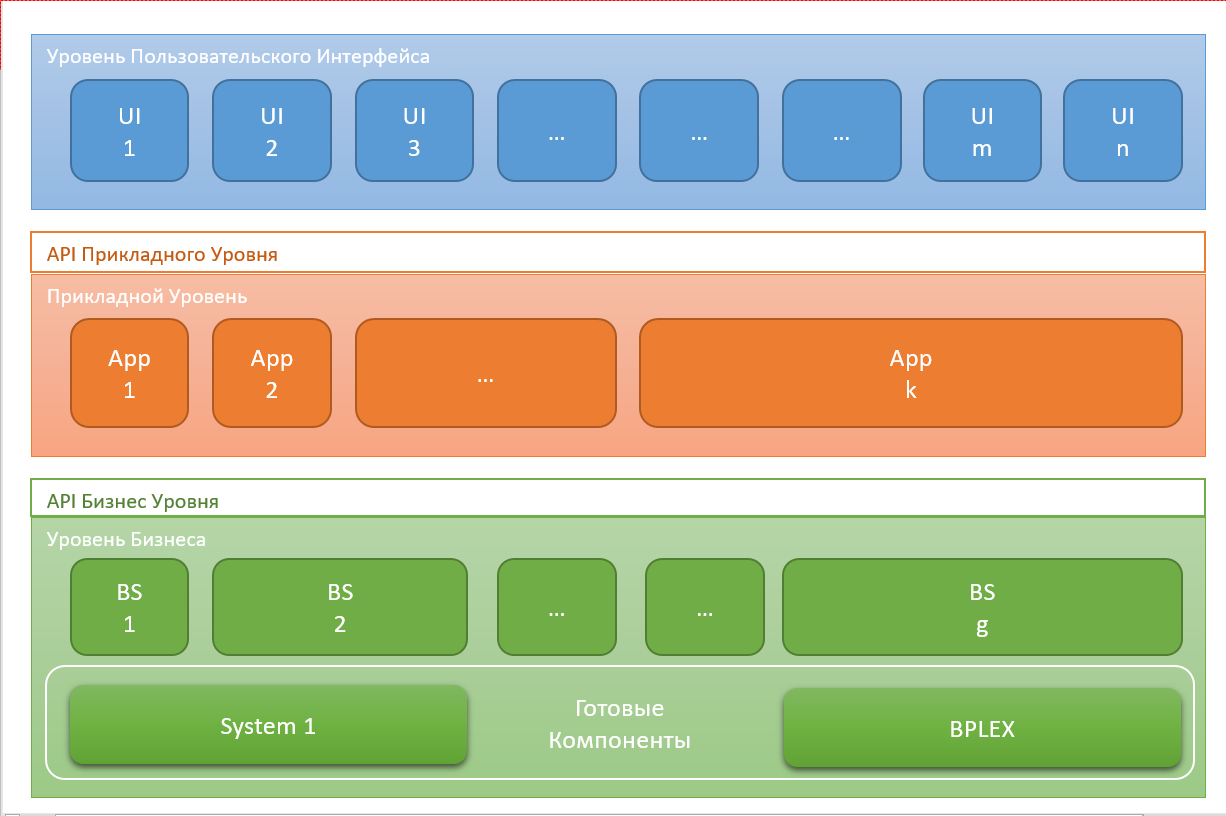 Уровень Пользовательского Интерфейса
UI
1
UI
2
UI
3
...
...
...
UI
m
UI
n
API Прикладного Уровня
Прикладной Уровень
App
1
App
2
...
App
k
API Бизнес Уровня
Уровень Бизнеса
BS
1
BS
2
...
...
BS
g
System 1
Готовые
Компоненты
BPLEX